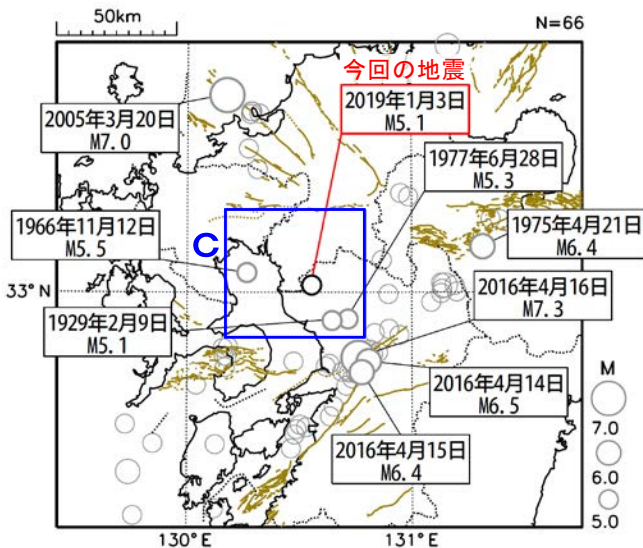 50km
N=66
今回の地震
2019年1月3日
M5.1
2005年3月20日
M7.0
1977年6月28日
M5.3
1966年11月12日
M5.5
C
1975年4月21日
M6.4
33°N
2016年4月16日
M7.3
1929年2月9日
M5.1
2016年4月14日
M6.5
M
7.0
2016年4月15日
M6.4
6.0
5.0
130°E
131°E